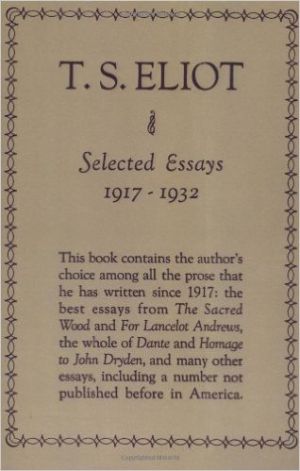 T. S. ELIOT
Selected Essays
1917 - 1932
This book contains the author's
choice among all the prose that
he has written since 1917: the
best essays from The Sacred
Wood and For Lancelot Andrews,
the whole of Dante and Homage
to John Dryden, and many other
essays, including a number not
published before in America.
Copyrighted Material